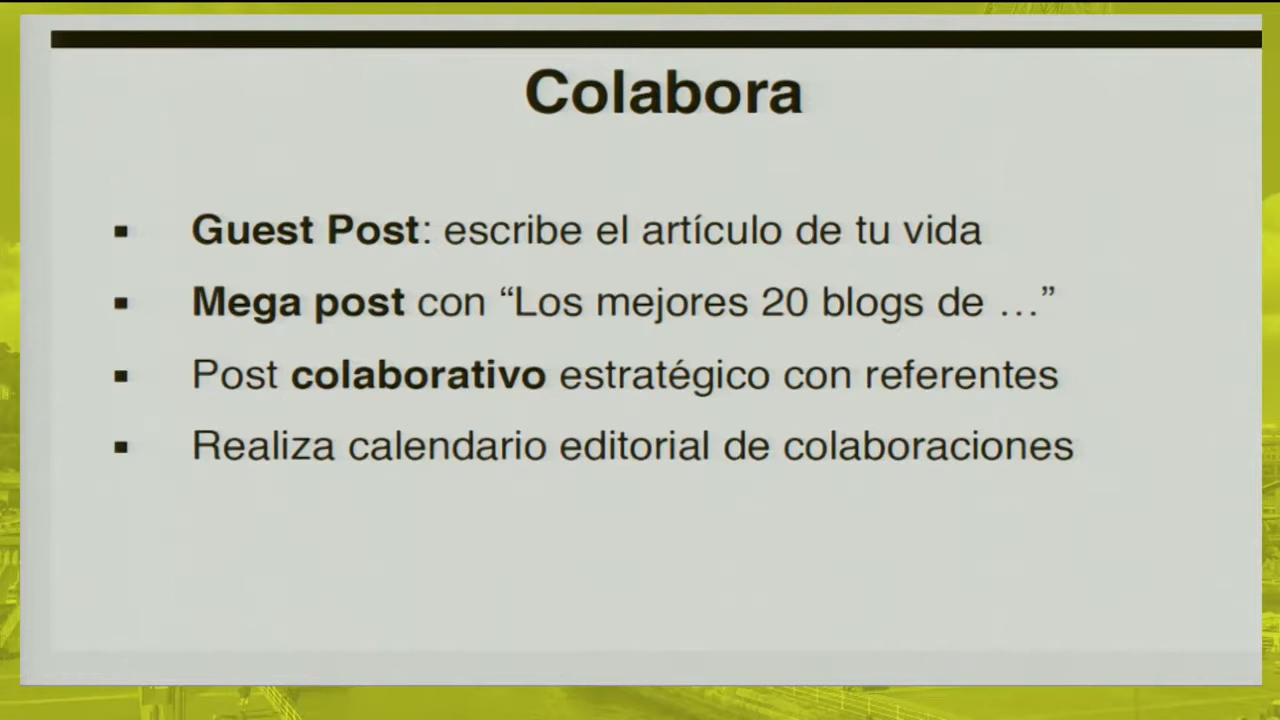 Colabora
Guest Post: escribe el artículo de tu vida
Mega post con “Los mejores 20 blogs de …”
Post colaborativo estratégico con referentes
Realiza calendario editorial de colaboraciones